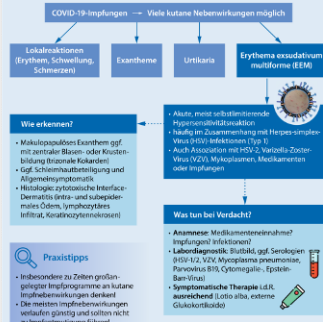 COVID-19-Impfungen → Viele kutane Nebenwirkungen möglich
Lokalreaktionen
(Erythem, Schwellung,
Schmerzen)
Exantheme
Urtikaria
Erythema exsudativum
multiforme (EEM)
• Akute, meist selbstlimitierende
Hypersensitivitätsreaktion
• häufig im Zusammenhang mit Herpes-simplex-
Virus (HSV)-Infektionen (Typ 1)
• Auch Assoziation mit HSV-2, Varizella-Zoster-
Virus (VZV), Mykoplasmen, Medikamenten
oder Impfungen
Wie erkennen?
• Makulopapulöses Exanthem ggf.
mit zentraler Blasen- oder Krusten-
bildung (trizonale Kokarden)
• Ggf. Schleimhautbeteiligung und
Allgemeinsymptomatik
• Histologie: zytotoxische Interface-
Dermatitis (intra- und subepider-
males Ödem, lymphozytäres
Infiltrat, Keratinozytennekrosen)
Was tun bei Verdacht?
• Anamnese: Medikamenteneinnahme?
Impfungen? Infektionen?
• Labordiagnostik: Blutbild, ggf. Serologien
(HSV-1/2, VZV, Mycoplasma pneumoniae,
Parvovirus B19, Cytomegalie-, Epstein-
Barr-Virus)
• Symptomatische Therapie i.d.R.
ausreichend (Lotio alba, externe
Glukokortikoide)
Praxistipps
• Insbesondere zu Zeiten großan-
gelegter Impfprogramme an kutane
Impfnebenwirkungen denken!
• Die meisten Impfnebenwirkungen
verlaufen günstig und sollten nicht